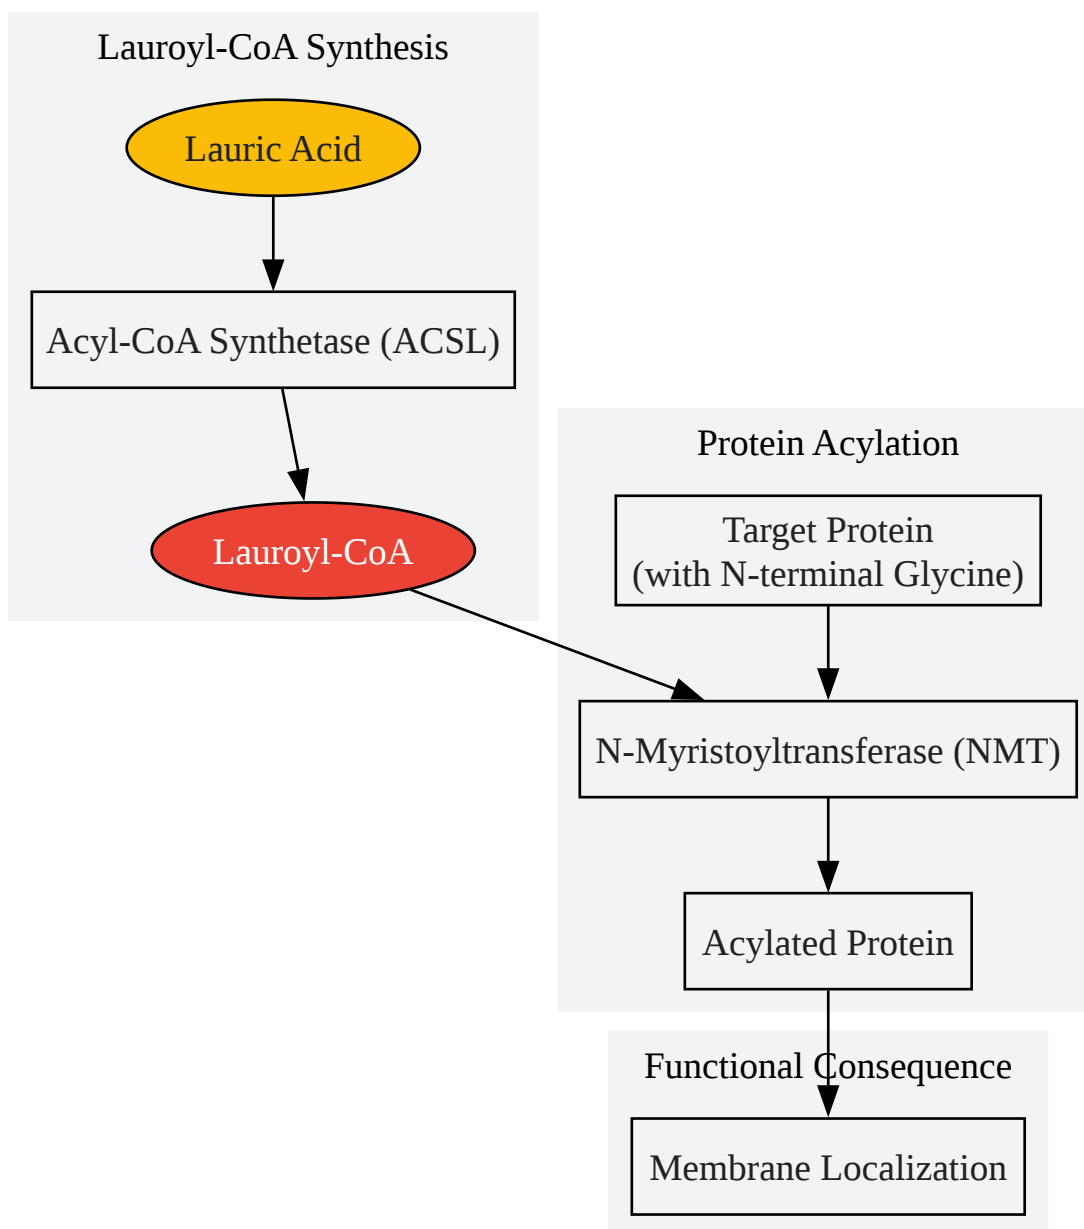 Lauroyl-CoA Synthesis
Lauric Acid
Acyl-CoA Synthetase (ACSL)
Lauroyl-CoA
Protein Acylation
Target Protein
(with N-terminal Glycine)
N-Myristoyltransferase (NMT)
Acylated Protein
Functional Consequence
Membrane Localization